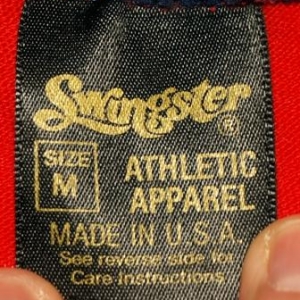 Swingster®
SIZE
M
ATHLETIC
APPAREL
MADE IN U.S.A.
See reverse side for
Care Instructions